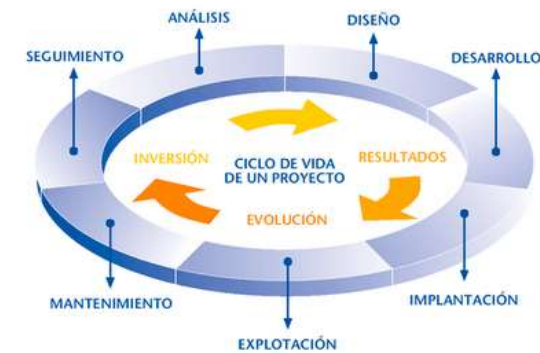 ANÁLISIS
DISEÑO
SEGUIMIENTO
DESARROLLO
INVERSIÓN
CICLO DE VIDA
DE UN PROYECTO
RESULTADOS
EVOLUCIÓN
MANTENIMIENTO
IMPLANTACIÓN
EXPLOTACIÓN